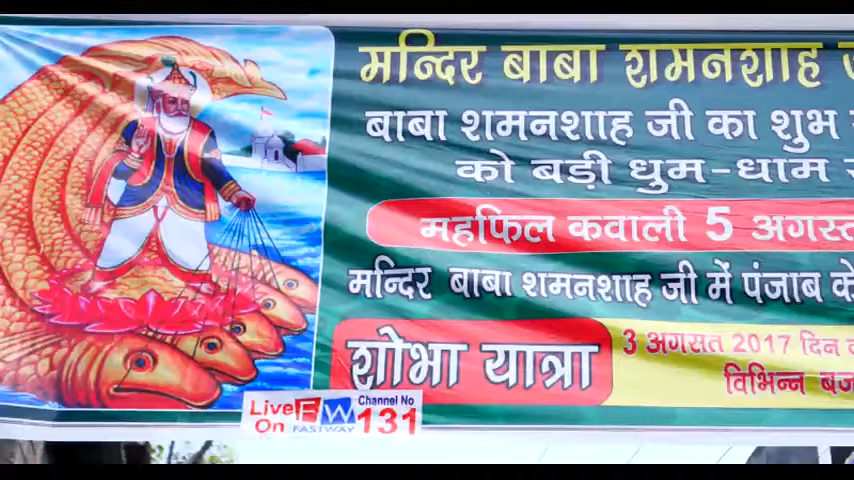 मन्दिर बाबा शमनशाह
बाबा शमनशाह जी का शुभ
को बड़ी धुम-धाम
महफिल कवाली 5 अगस्त
मन्दिर बाबा शमनशाह जी में पंजाब के
शोभा यात्रा
3 अगस्त 2017 दिन
विभिन्न
Live On
FW
FASTWAY
Channel No
131